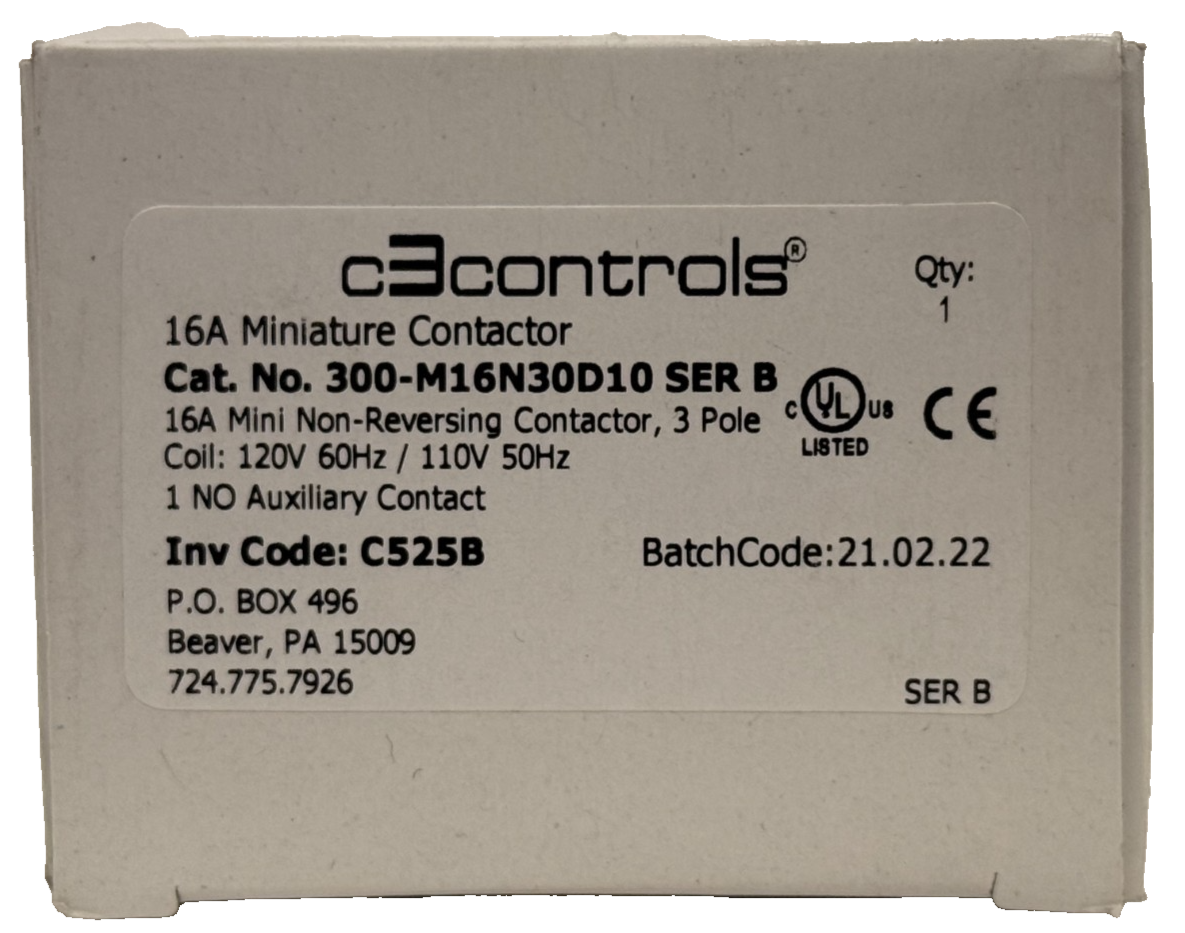 c3controls®
Qty:
1
16A Miniature Contactor
Cat. No. 300-M16N30D10 SER B
16A Mini Non-Reversing Contactor, 3 Pole
Coil: 120V 60Hz / 110V 50Hz
1 NO Auxiliary Contact
C UL US
LISTED
CE
Inv Code: C525B
BatchCode:21.02.22
P.O. BOX 496
Beaver, PA 15009
724.775.7926
SER B